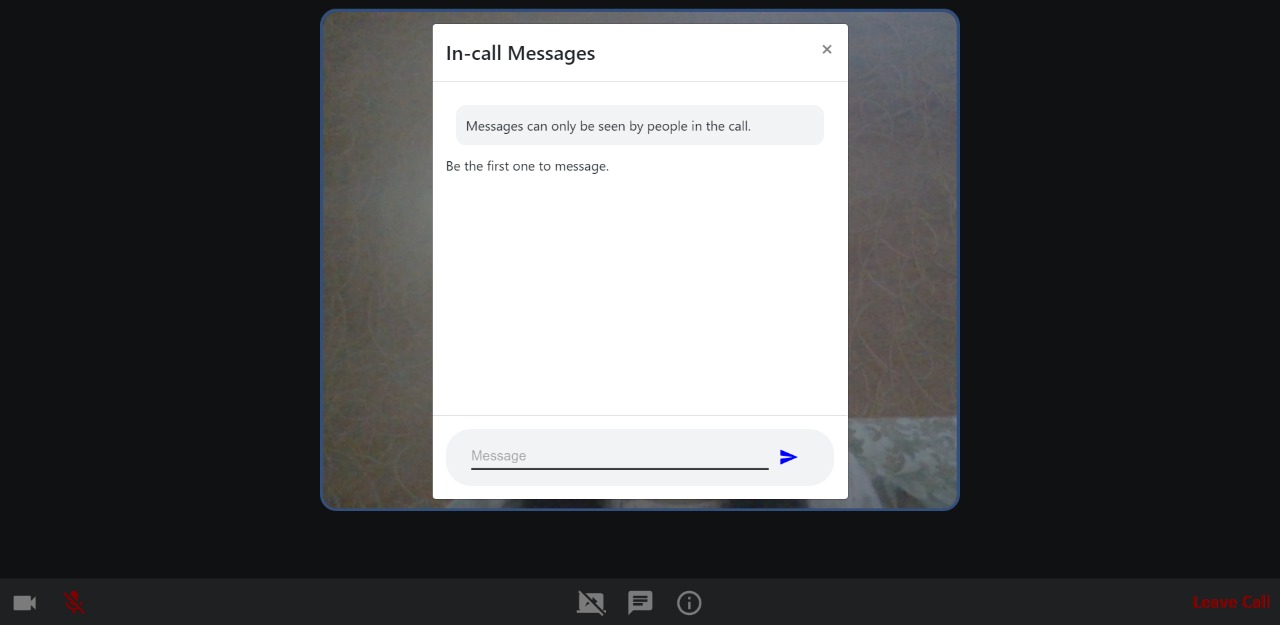 In-call Messages
×
Messages can only be seen by people in the call.
Be the first one to message.
Message
Leave Call